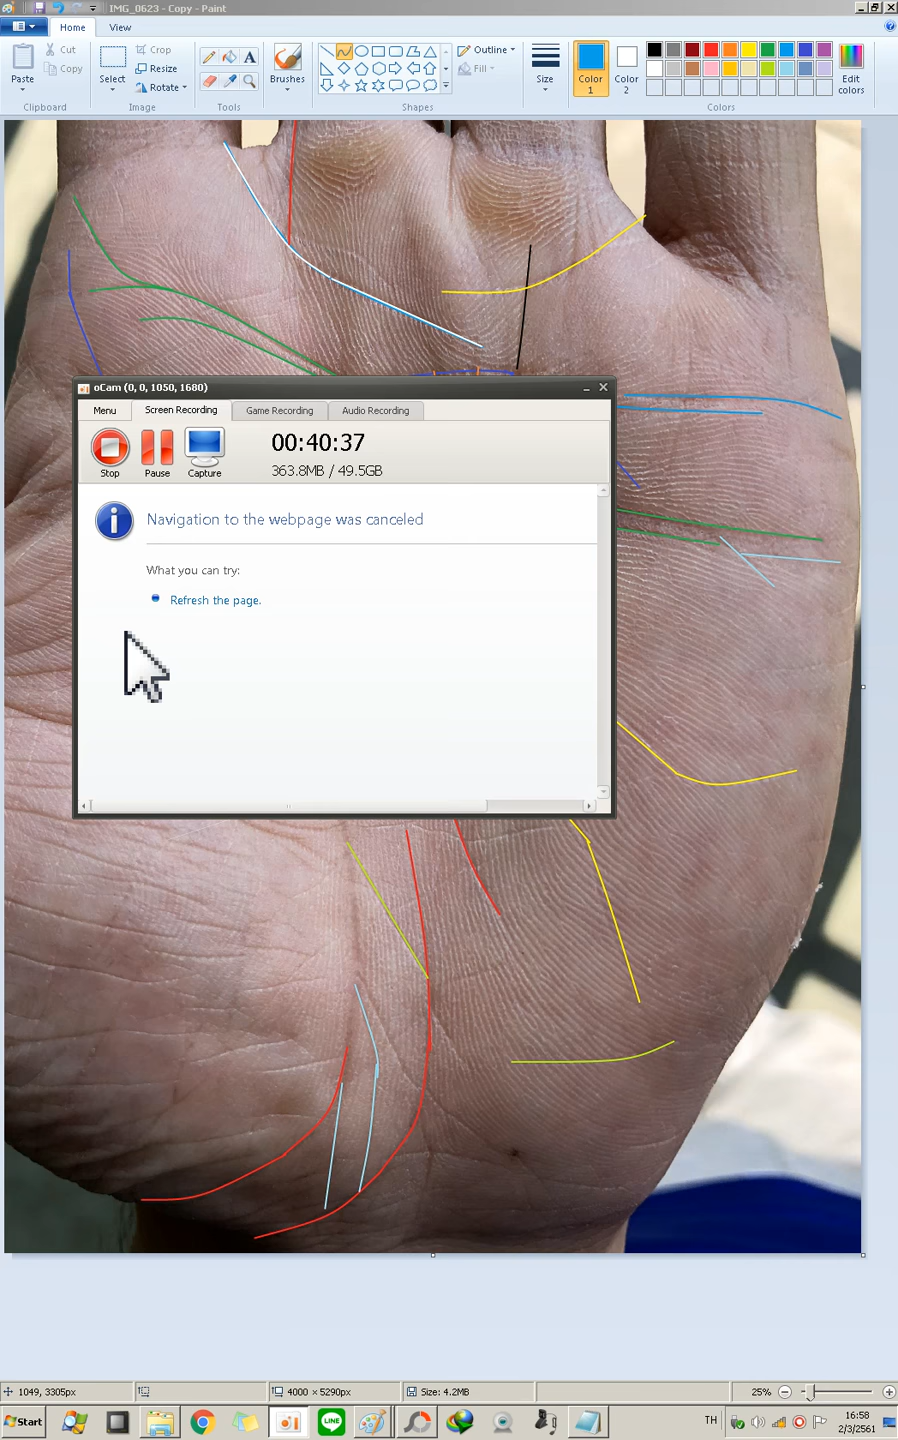 IMG_0623 - Copy - Paint
Home
View
Paste
Cut
Copy
Clipboard
Select
Crop
Resize
Rotate
Image
A
Tools
Brushes
Outline
Fill
Shapes
Size
Color 1
Color 2
Edit colors
Colors
oCam (0, 0, 1050, 1680)
Menu
Screen Recording
Game Recording
Audio Recording
Stop
Pause
Capture
00:40:37
363.8MB / 49.5GB
Navigation to the webpage was canceled
What you can try:
Refresh the page.
1049, 3305px
4000 × 5290px
Size: 4.2MB
25%
Start
LINE
TH
16:58
2/3/2561